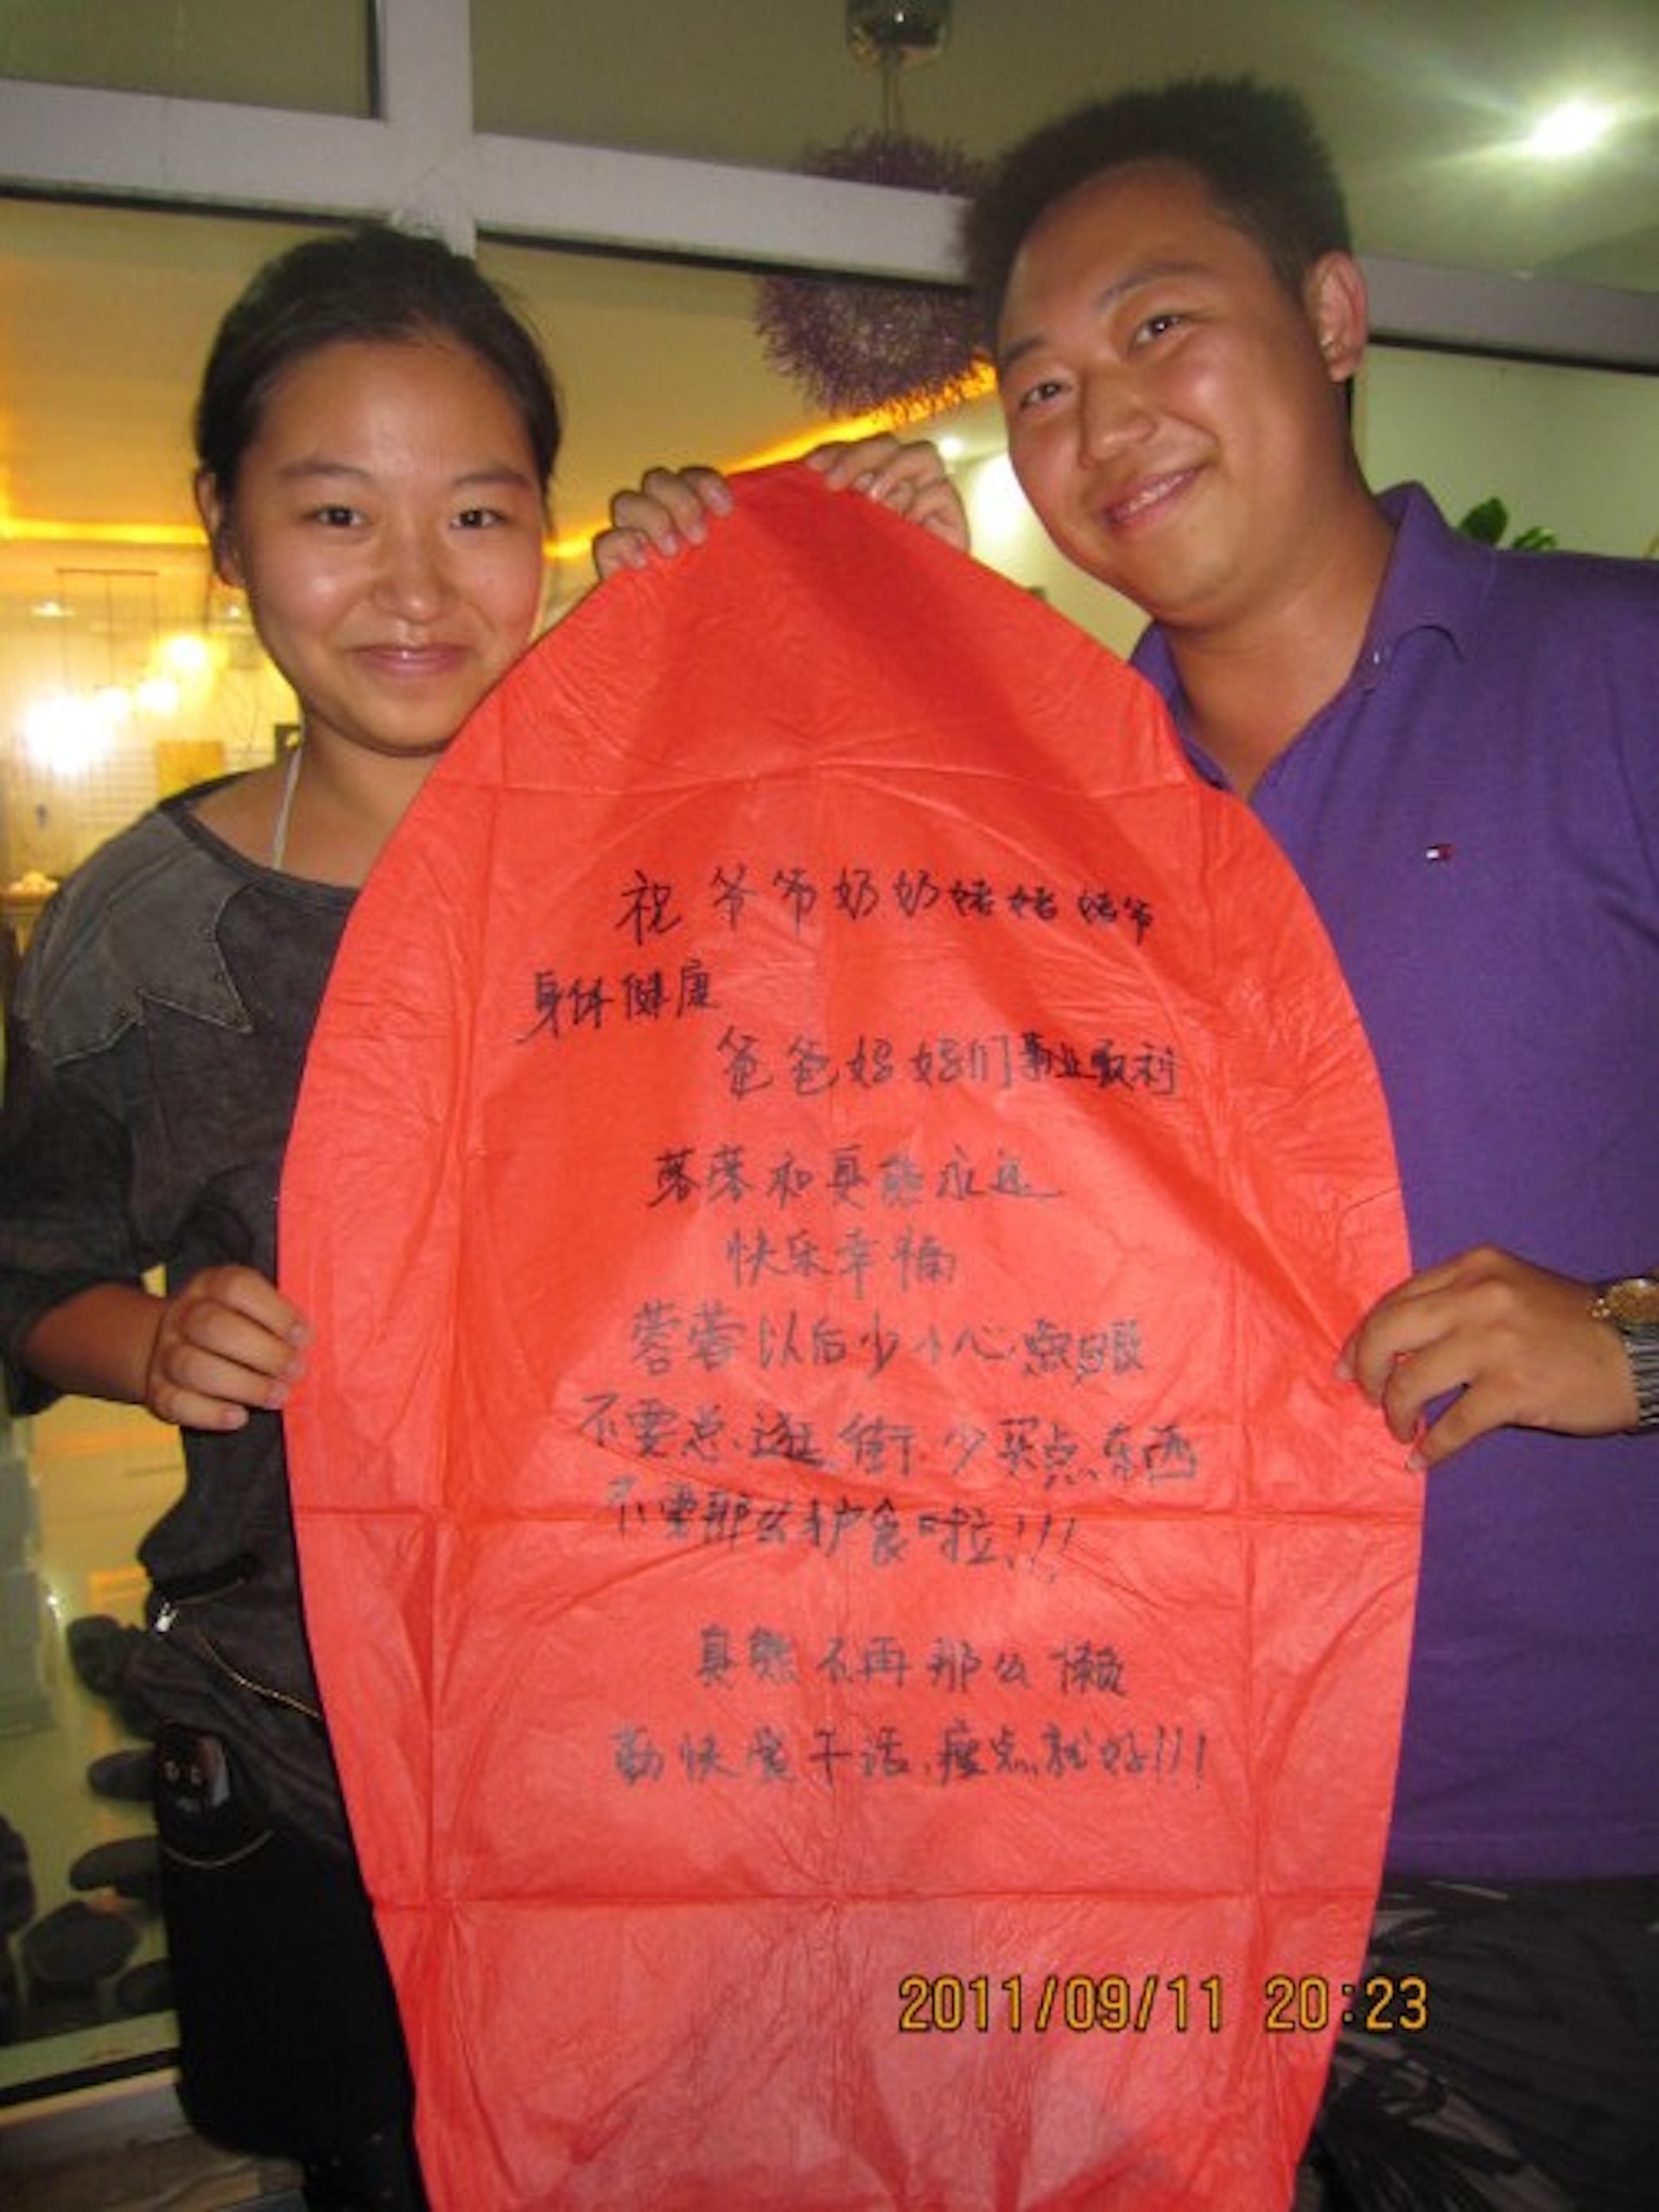 祝爷爷奶奶姥姥姥爷
身体健康
爸爸妈妈们事业顺利
蓉蓉和真熊永远
快乐幸福
蓉蓉以后少小心点眼
不要总逛街.少买点东西
不要那么护食啦!!!
真熊不再那么懒
勤快爱干活.瘦点就好!!!
2011/09/11 20:23